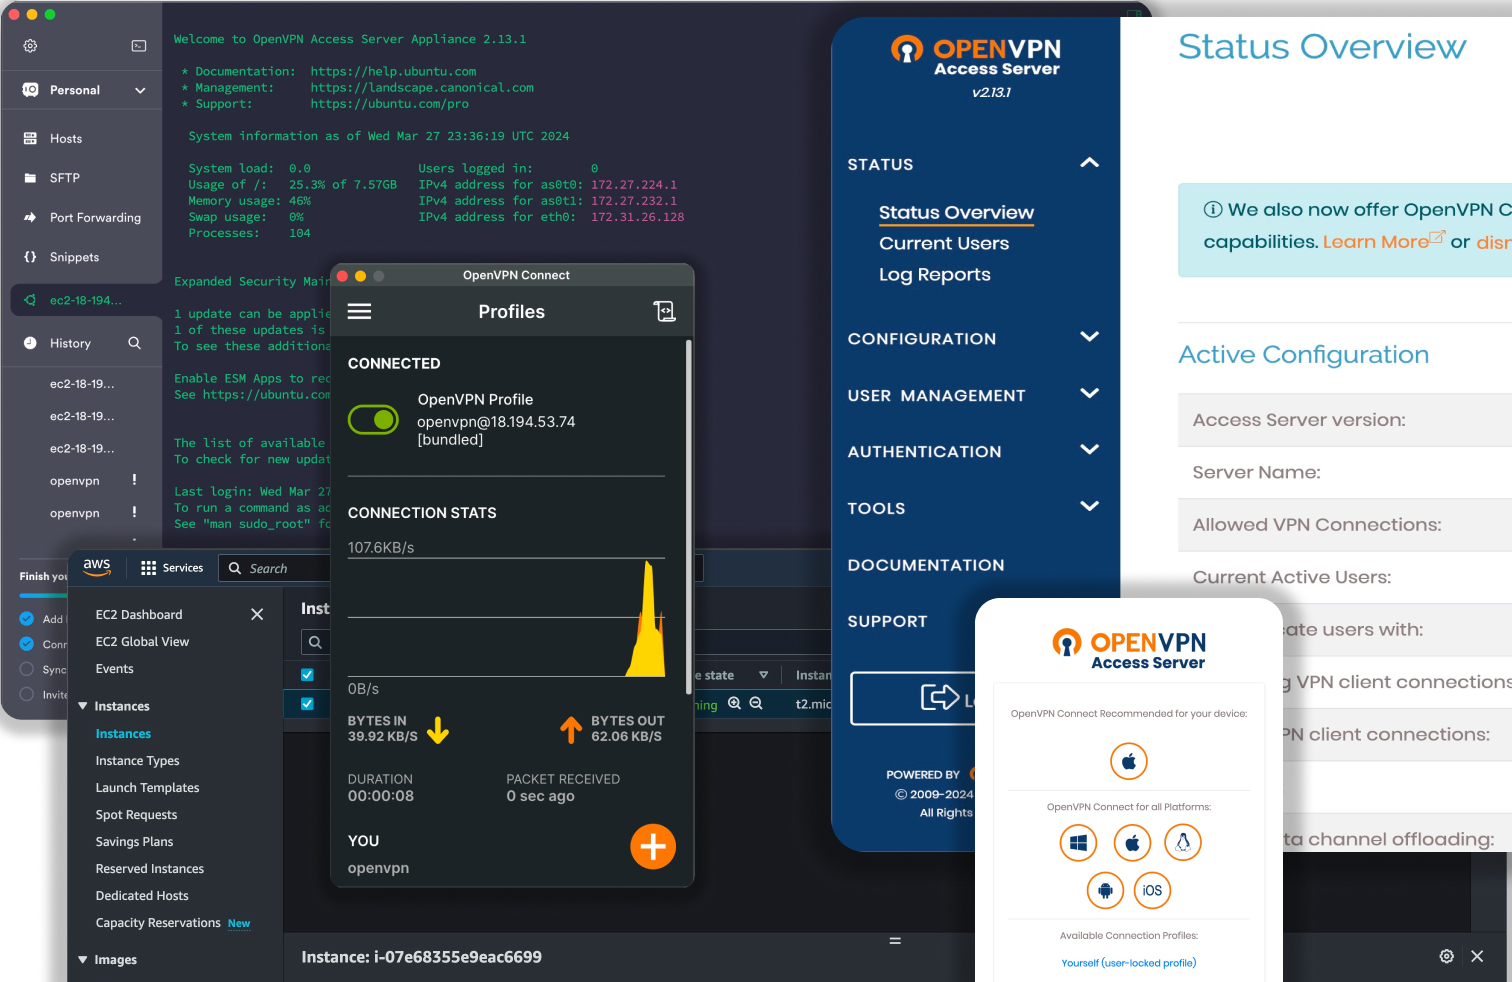 Personal
Hosts
SFTP
Port Forwarding
{} Snippets
ec2-18-194...
History
ec2-18-19...
ec2-18-19...
ec2-18-19...
openvpn !
openvpn !
Finish you
Add
Conn
Sync
Invite
Welcome to OpenVPN Access Server Appliance 2.13.1
* Documentation: https://help.ubuntu.com
* Management: https://landscape.canonical.com
* Support: https://ubuntu.com/pro
System information as of Wed Mar 27 23:36:19 UTC 2024
System load: 0.0 Users logged in: 0
Usage of /: 25.3% of 7.57GB IPv4 address for as0t0: 172.27.224.1
Memory usage: 46% IPv4 address for as0t1: 172.27.232.1
Swap usage: 0% IPv4 address for eth0: 172.31.26.128
Processes: 104
Expanded Security Main
1 update can be applie
1 of these updates is
To see these additiona
Enable ESM Apps to rec
See https://ubuntu.com
The list of available
To check for new updat
Last login: Wed Mar 27
To run a command as ad
See "man sudo_root" fo
OpenVPN Connect
Profiles
CONNECTED
OpenVPN Profile
openvpn@18.194.53.74
[bundled]
CONNECTION STATS
107.6KB/s
0B/s
BYTES IN
39.92 KB/S
BYTES OUT
62.06 KB/S
DURATION
00:00:08
PACKET RECEIVED
0 sec ago
YOU
openvpn
aws
Services
Search
EC2 Dashboard
EC2 Global View
Events
Instances
Instances
Instance Types
Launch Templates
Spot Requests
Savings Plans
Reserved Instances
Dedicated Hosts
Capacity Reservations New
Images
Inst
e state
Instan
ning
t2.mic
Instance: i-07e68355e9eac6699
OPENVPN
Access Server
v2.13.1
STATUS
Status Overview
Current Users
Log Reports
CONFIGURATION
USER MANAGEMENT
AUTHENTICATION
TOOLS
DOCUMENTATION
SUPPORT
POWERED BY
© 2009-2024
All Rights
Status Overview
We also now offer OpenVPN C
capabilities. Learn More or disn
Active Configuration
Access Server version:
Server Name:
Allowed VPN Connections:
Current Active Users:
cate users with:
g VPN client connections
PN client connections:
ta channel offloading:
OPENVPN
Access Server
OpenVPN Connect Recommended for your device:
OpenVPN Connect for all Platforms:
iOS
Available Connection Profiles:
Yourself (user-locked profile)